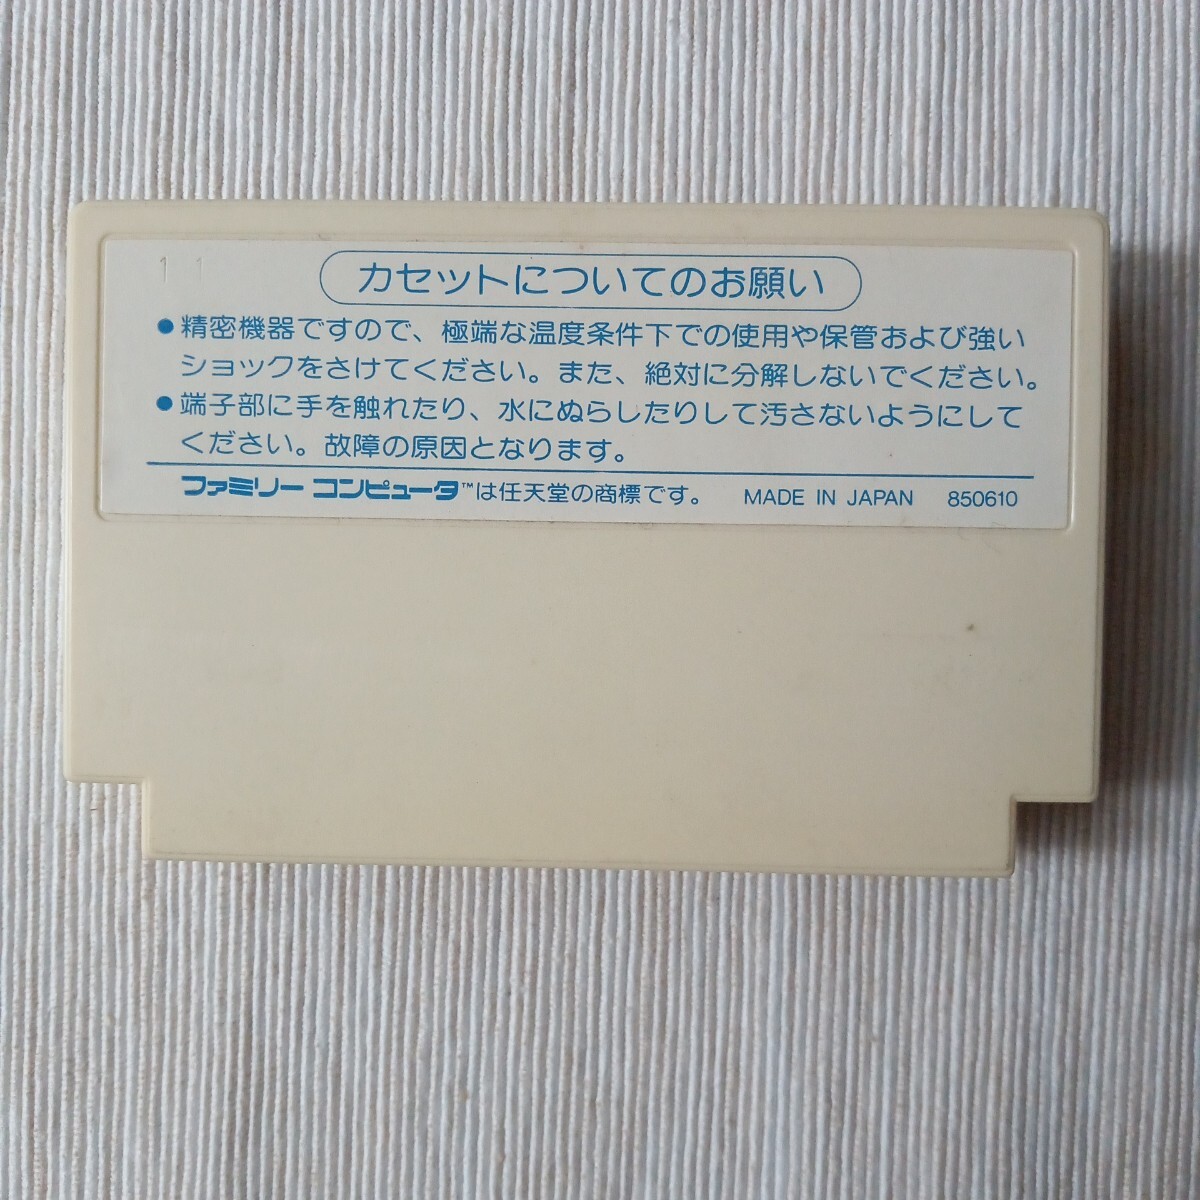 1 1
カセットについてのお願い
●精密機器ですので、極端な温度条件下での使用や保管および強い
ショックをさけてください。また、絶対に分解しないでください。
●端子部に手を触れたり、水にぬらしたりして汚さないようにして
ください。故障の原因となります。
ファミリー コンピュータ™は任天堂の商標です。 MADE IN JAPAN 850610